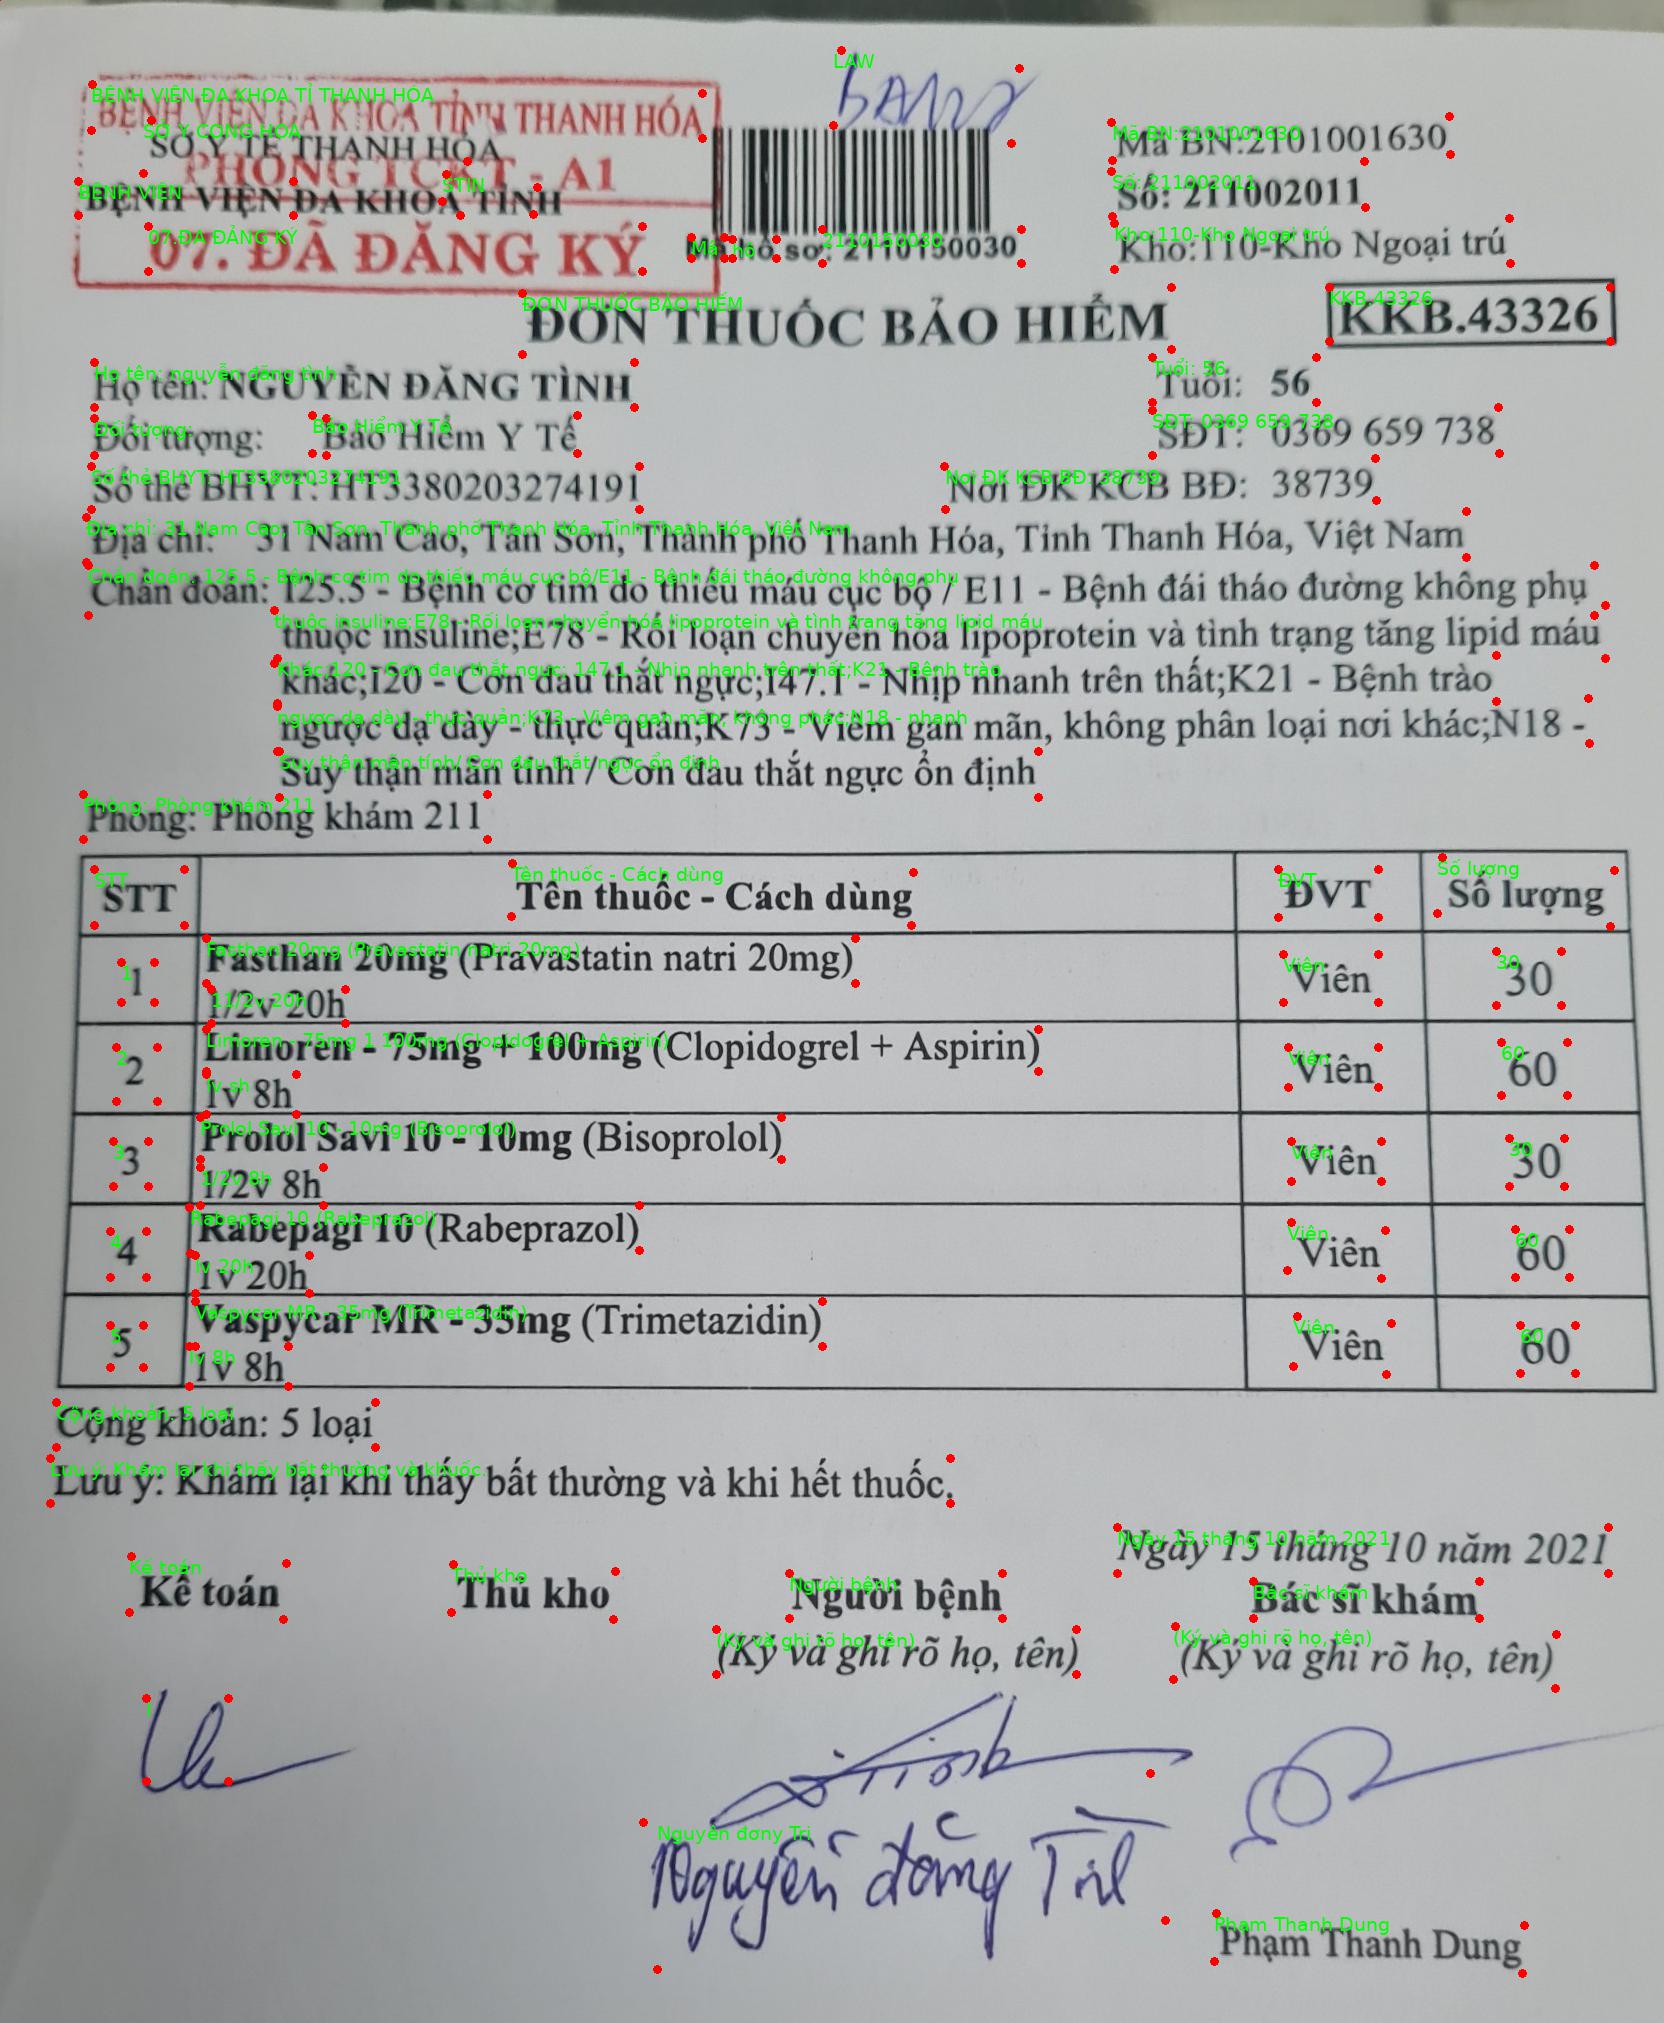 BỆNH VIỆN ĐA KHOA TỈNH THANH HÓA
SỞ Y TẾ THANH HÓA
PHÒNG TCKT - A1
BỆNH VIỆN ĐA KHOA TỈNH
07. ĐÃ ĐĂNG KÝ
Mã hồ sơ: 2110150030
Mã BN:2101001630
Số: 211002011
Kho:110-Kho Ngoại trú
ĐƠN THUỐC BẢO HIỂM
KKB.43326
Họ tên: NGUYỄN ĐĂNG TÌNH Tuổi: 56
Đối tượng: Bảo Hiểm Y Tế SĐT: 0369 659 738
Số thẻ BHYT: HT3380203274191 Nơi ĐK KCB BĐ: 38739
Địa chỉ: 31 Nam Cao, Tân Sơn, Thành phố Thanh Hóa, Tỉnh Thanh Hóa, Việt Nam
Chẩn đoán: I25.5 - Bệnh cơ tim do thiếu máu cục bộ / E11 - Bệnh đái tháo đường không phụ
thuộc insuline;E78 - Rối loạn chuyển hóa lipoprotein và tình trạng tăng lipid máu
khác;I20 - Cơn đau thắt ngực;I47.1 - Nhịp nhanh trên thất;K21 - Bệnh trào
ngược dạ dày - thực quản;K73 - Viêm gan mãn, không phân loại nơi khác;N18 -
Suy thận mãn tính / Cơn đau thắt ngực ổn định
Phòng: Phòng khám 211
STT Tên thuốc - Cách dùng ĐVT Số lượng
1 Fasthan 20mg (Pravastatin natri 20mg) Viên 30
1/2v 20h
2 Limoren - 75mg + 100mg (Clopidogrel + Aspirin) Viên 60
1v 8h
3 Prolol Savi 10 - 10mg (Bisoprolol) Viên 30
1/2v 8h
4 Rabepagi 10 (Rabeprazol) Viên 60
1v 20h
5 Vaspycar MR - 35mg (Trimetazidin) Viên 60
1v 8h
Cộng khoản: 5 loại
Lưu ý: Khám lại khi thấy bất thường và khi hết thuốc.
Ngày 15 tháng 10 năm 2021
Kế toán Thủ kho Người bệnh Bác sĩ khám
(Ký và ghi rõ họ, tên) (Ký và ghi rõ họ, tên)
Nguyễn đăng
Phạm Thanh Dung